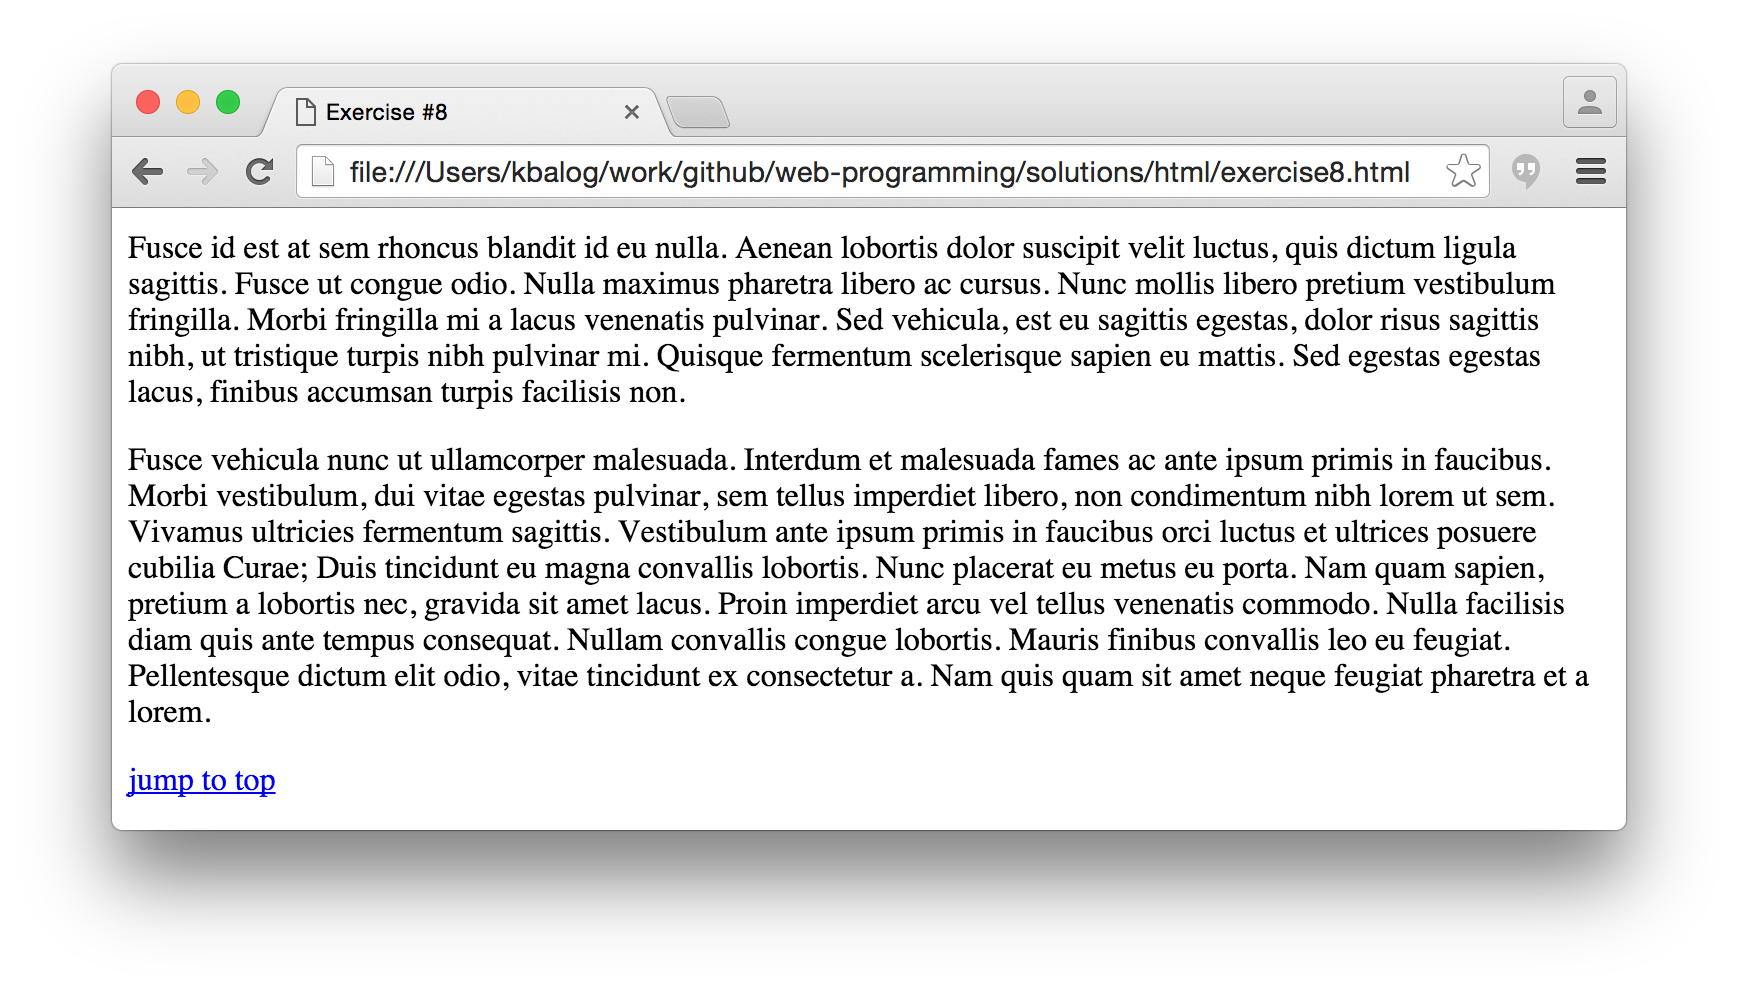 Exercise #8
file:///Users/kbalog/work/github/web-programming/solutions/html/exercise8.html
Fusce id est at sem rhoncus blandit id eu nulla. Aenean lobortis dolor suscipit velit luctus, quis dictum ligula
sagittis. Fusce ut congue odio. Nulla maximus pharetra libero ac cursus. Nunc mollis libero pretium vestibulum
fringilla. Morbi fringilla mi a lacus venenatis pulvinar. Sed vehicula, est eu sagittis egestas, dolor risus sagittis
nibh, ut tristique turpis nibh pulvinar mi. Quisque fermentum scelerisque sapien eu mattis. Sed egestas egestas
lacus, finibus accumsan turpis facilisis non.
Fusce vehicula nunc ut ullamcorper malesuada. Interdum et malesuada fames ac ante ipsum primis in faucibus.
Morbi vestibulum, dui vitae egestas pulvinar, sem tellus imperdiet libero, non condimentum nibh lorem ut sem.
Vivamus ultricies fermentum sagittis. Vestibulum ante ipsum primis in faucibus orci luctus et ultrices posuere
cubilia Curae; Duis tincidunt eu magna convallis lobortis. Nunc placerat eu metus eu porta. Nam quam sapien,
pretium a lobortis nec, gravida sit amet lacus. Proin imperdiet arcu vel tellus venenatis commodo. Nulla facilisis
diam quis ante tempus consequat. Nullam convallis congue lobortis. Mauris finibus convallis leo eu feugiat.
Pellentesque dictum elit odio, vitae tincidunt ex consectetur a. Nam quis quam sit amet neque feugiat pharetra et a
lorem.
jump to top